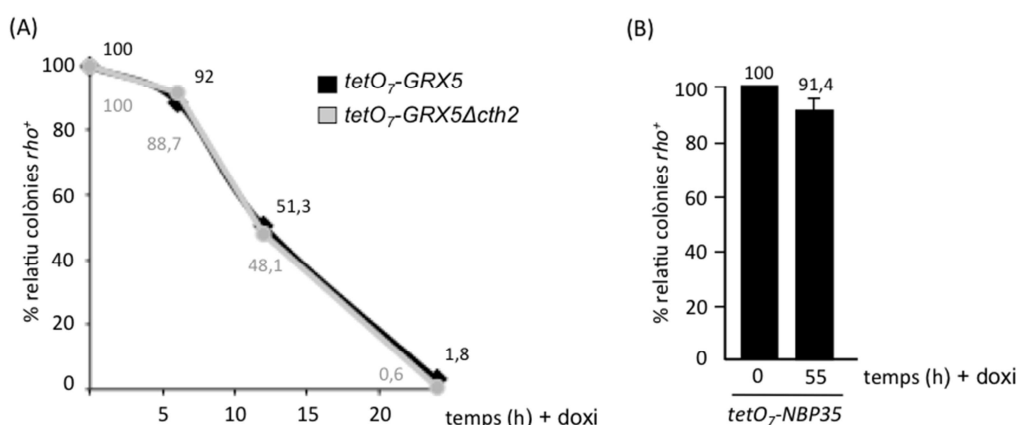 (A)
% relatiu colònies rho⁺
100
80
60
40
20
0
100
100
92
88,7
51,3
48,1
1,8
0,6
5 10 15 20 temps (h) + doxi
tetO₇-GRX5
tetO₇-GRX5Δcth2
(B)
% relatiu colònies rho⁺
100
80
60
40
20
0
100
91,4
0 55 temps (h) + doxi
tetO₇-NBP35